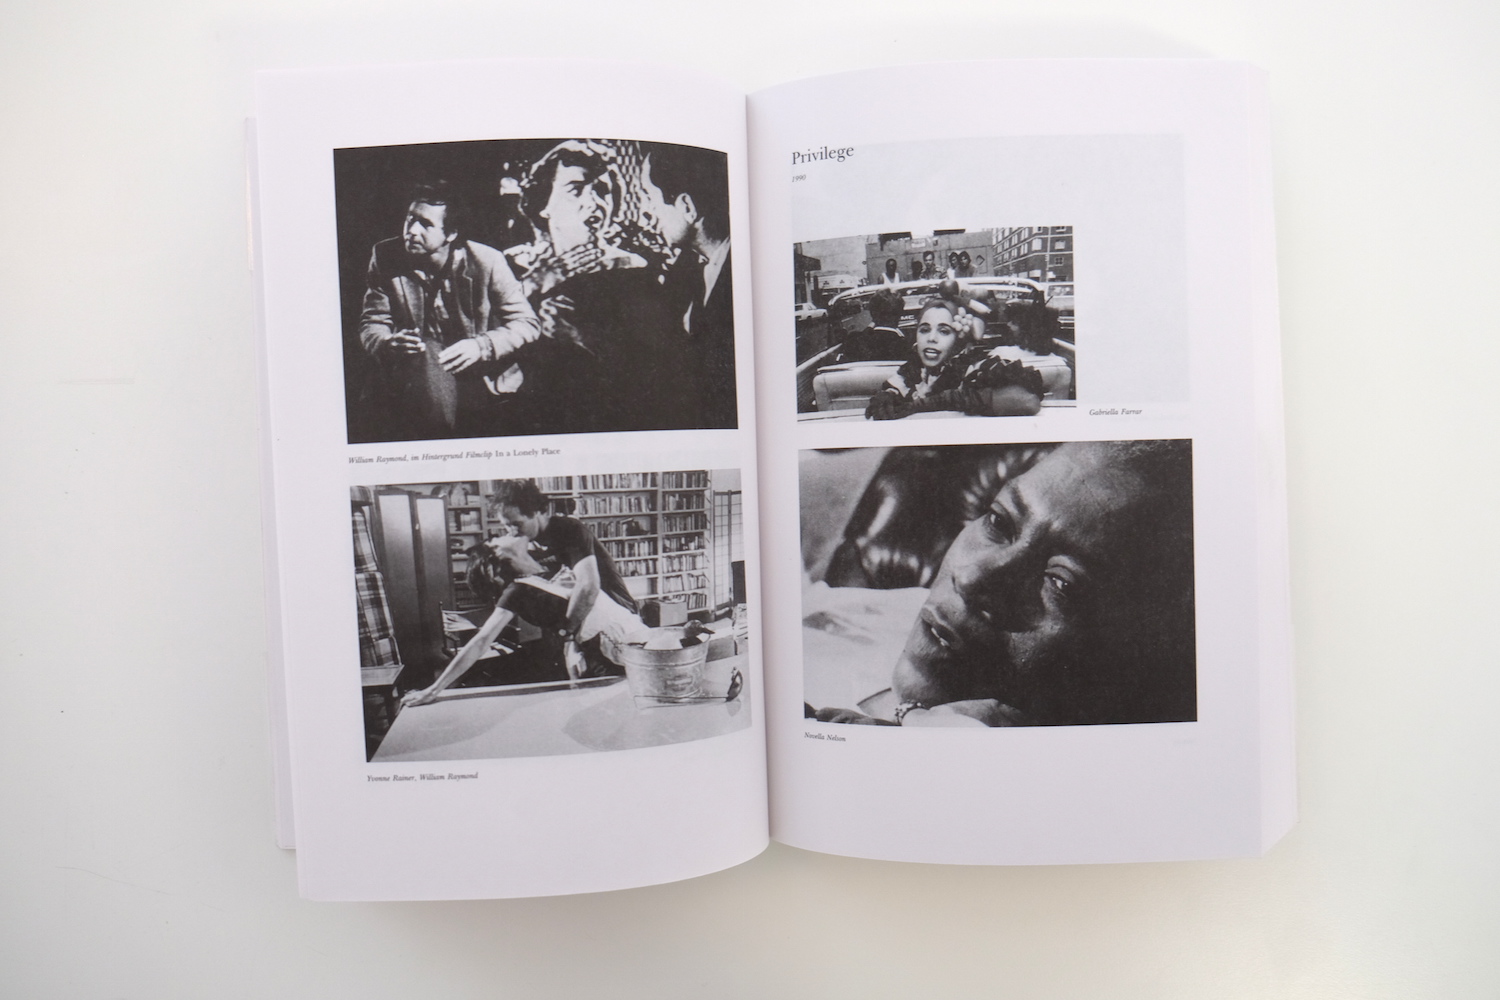 William Raymond, im Hintergrund Filmclip In a Lonely Place
Yvonne Rainer, William Raymond
Privilege
1990
Gabriella Farrar
Novella Nelson